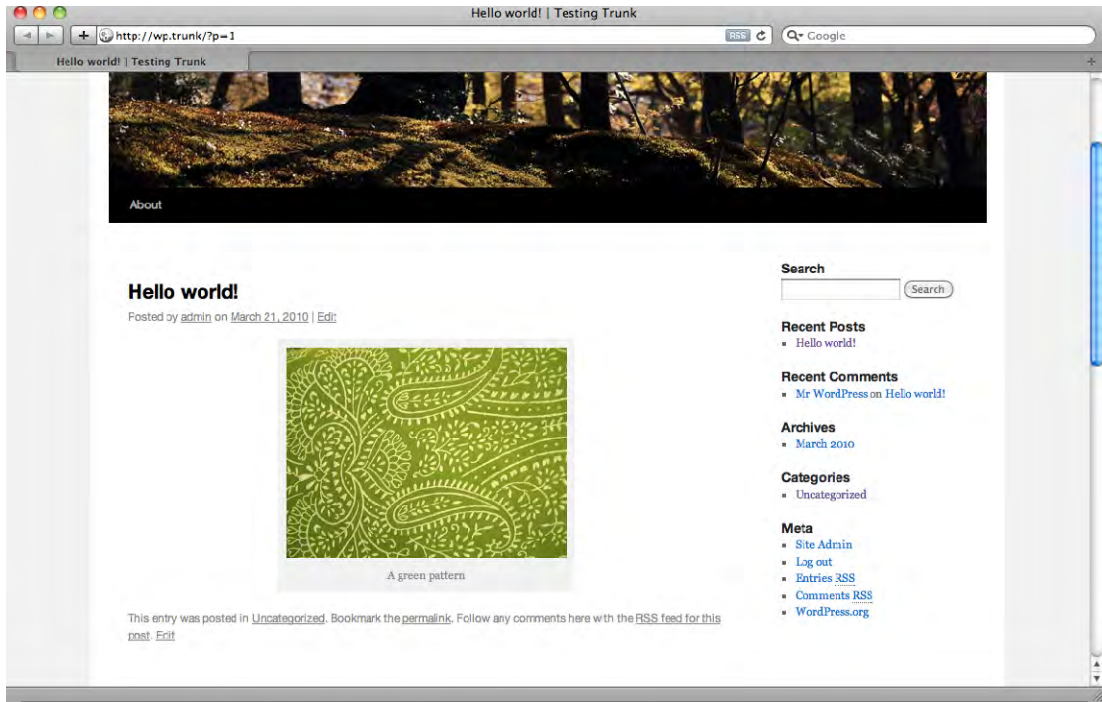 Hello world! | Testing Trunk
http://wp.trunk/?p=1
RSS
Google
Hello world! | Testing Trunk
About
Hello world!
Posted by admin on March 21, 2010 | Edit
A green pattern
This entry was posted in Uncategorized. Bookmark the permalink. Follow any comments here with the RSS feed for this
post. Edit
Search
Search
Recent Posts
Hello world!
Recent Comments
Mr WordPress on Hello world!
Archives
March 2010
Categories
Uncategorized
Meta
Site Admin
Log out
Entries RSS
Comments RSS
WordPress.org